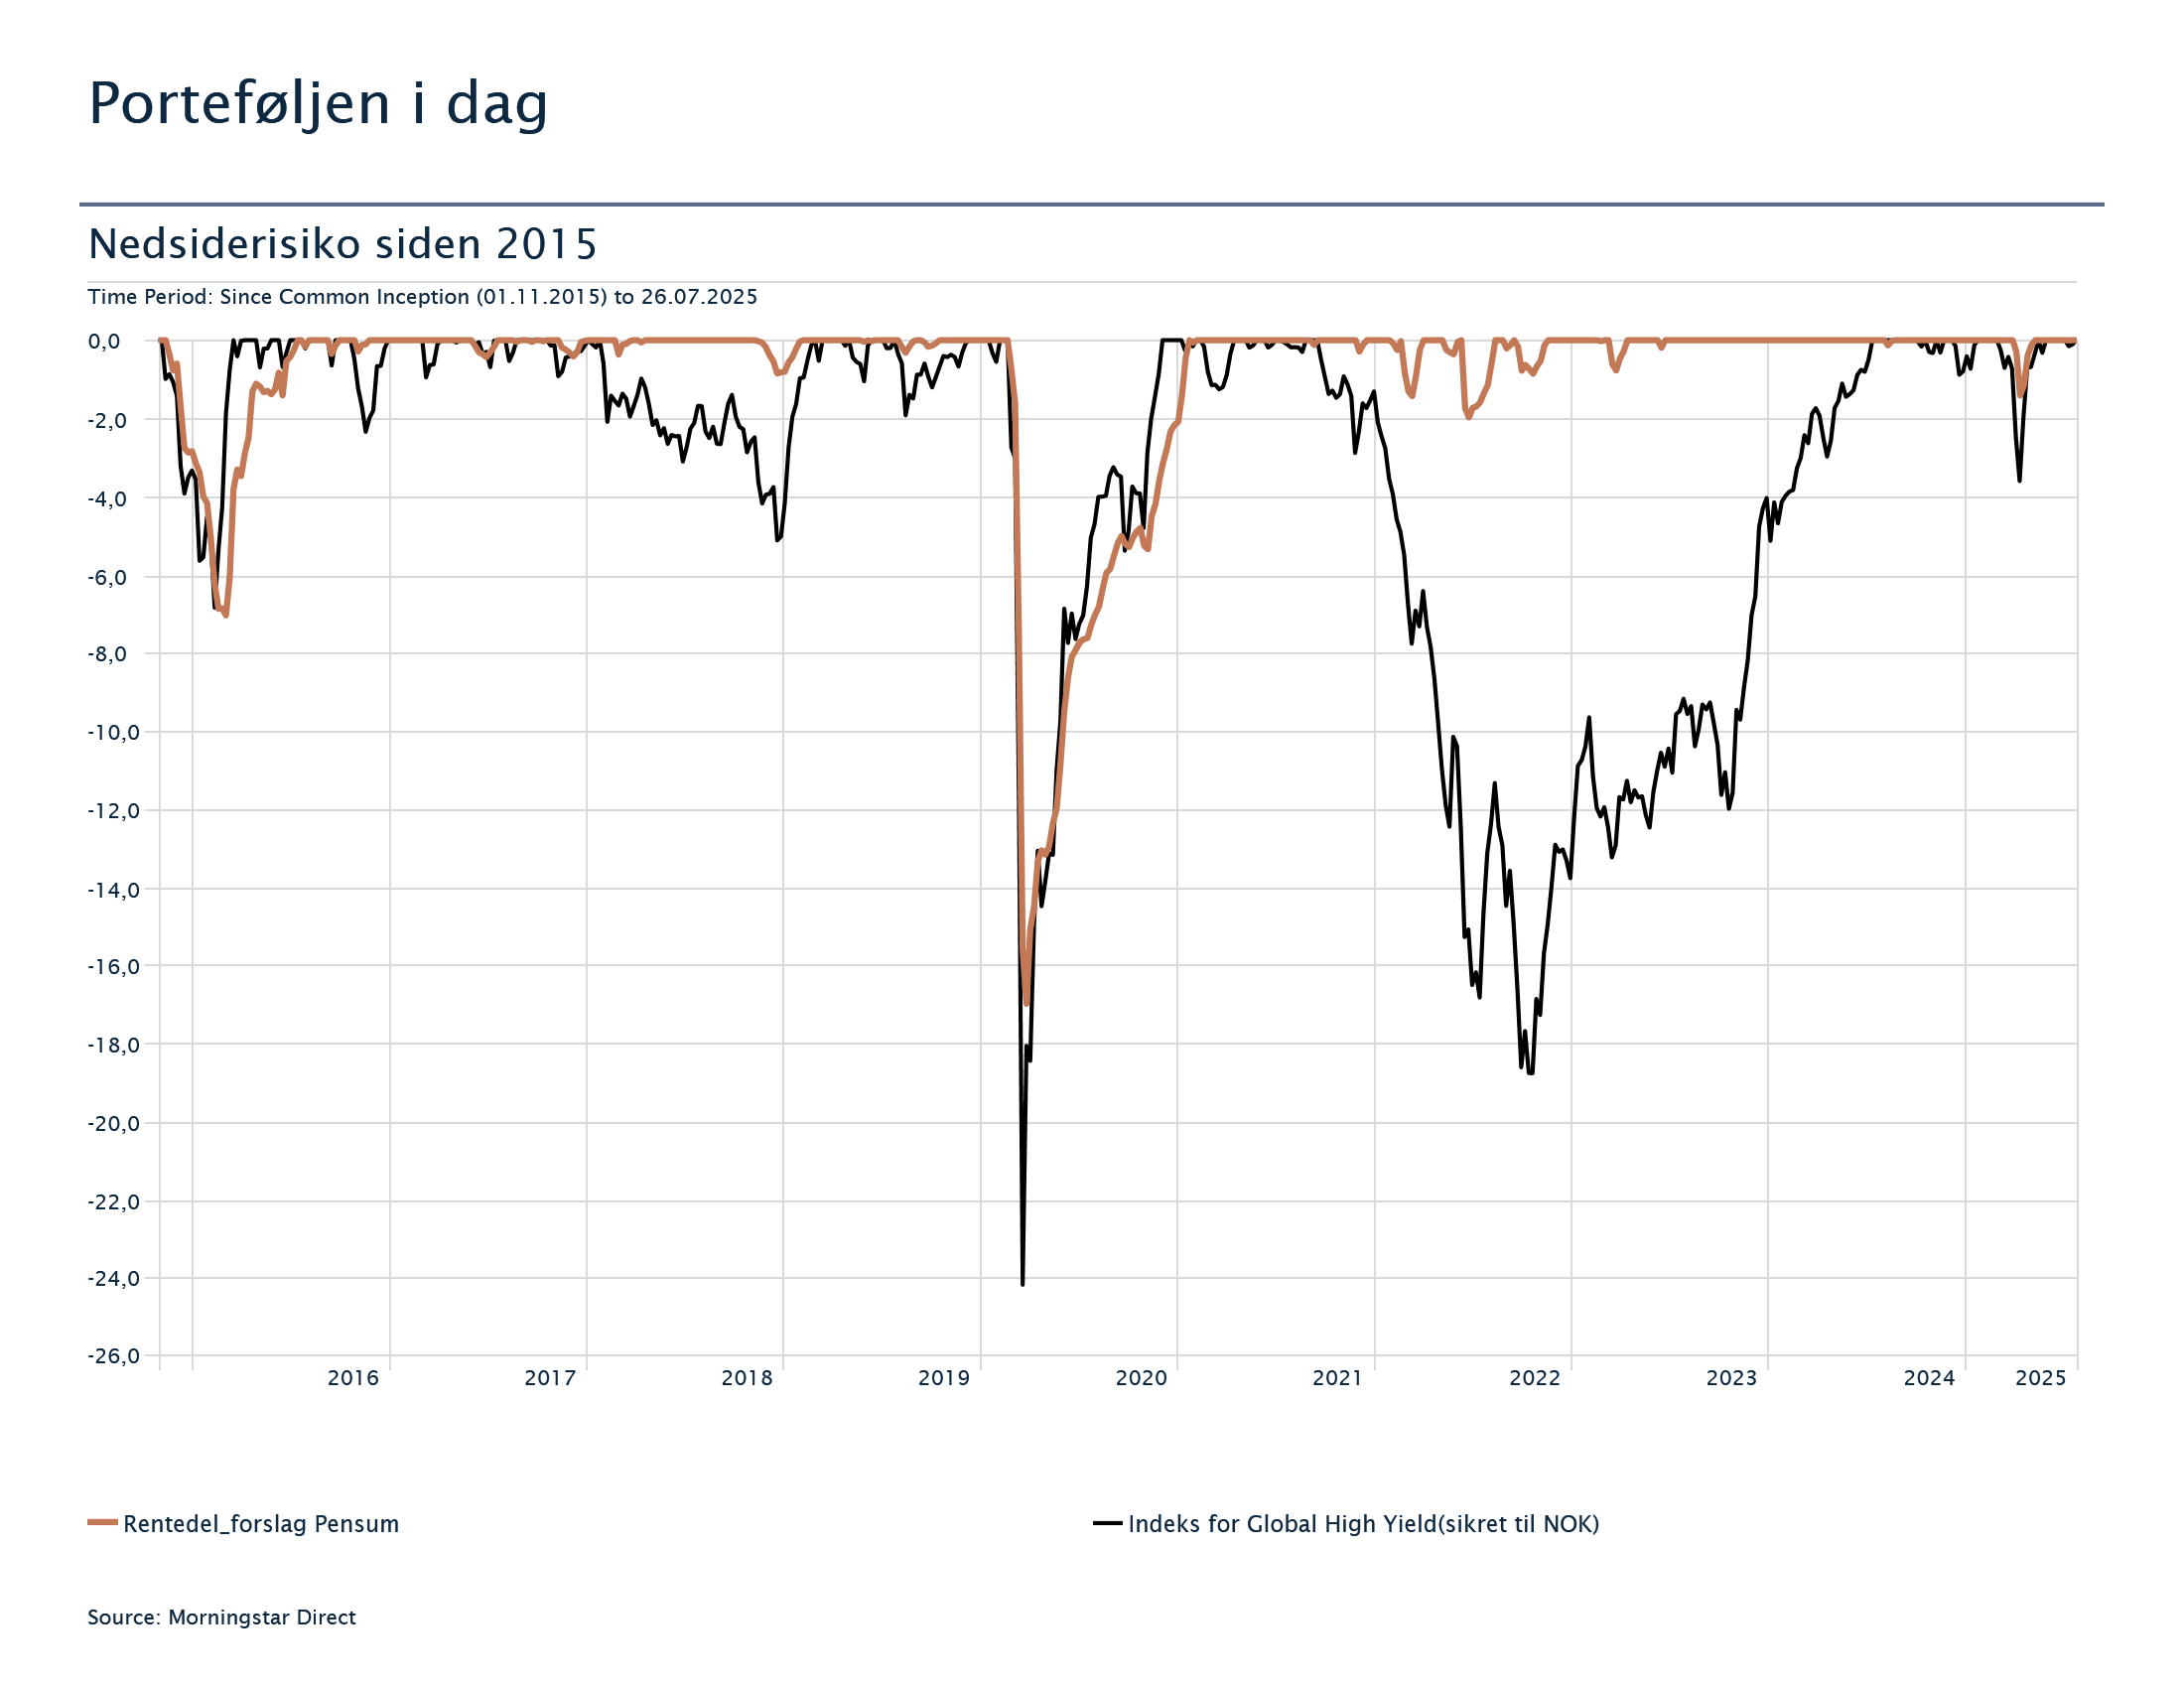 Porteføljen i dag
Nedsiderisiko siden 2015
Time Period: Since Common Inception (01.11.2015) to 26.07.2025
0,0
-2,0
-4,0
-6,0
-8,0
-10,0
-12,0
-14,0
-16,0
-18,0
-20,0
-22,0
-24,0
-26,0
2016 2017 2018 2019 2020 2021 2022 2023 2024 2025
Rentedel_forslag Pensum
Indeks for Global High Yield(sikret til NOK)
Source: Morningstar Direct